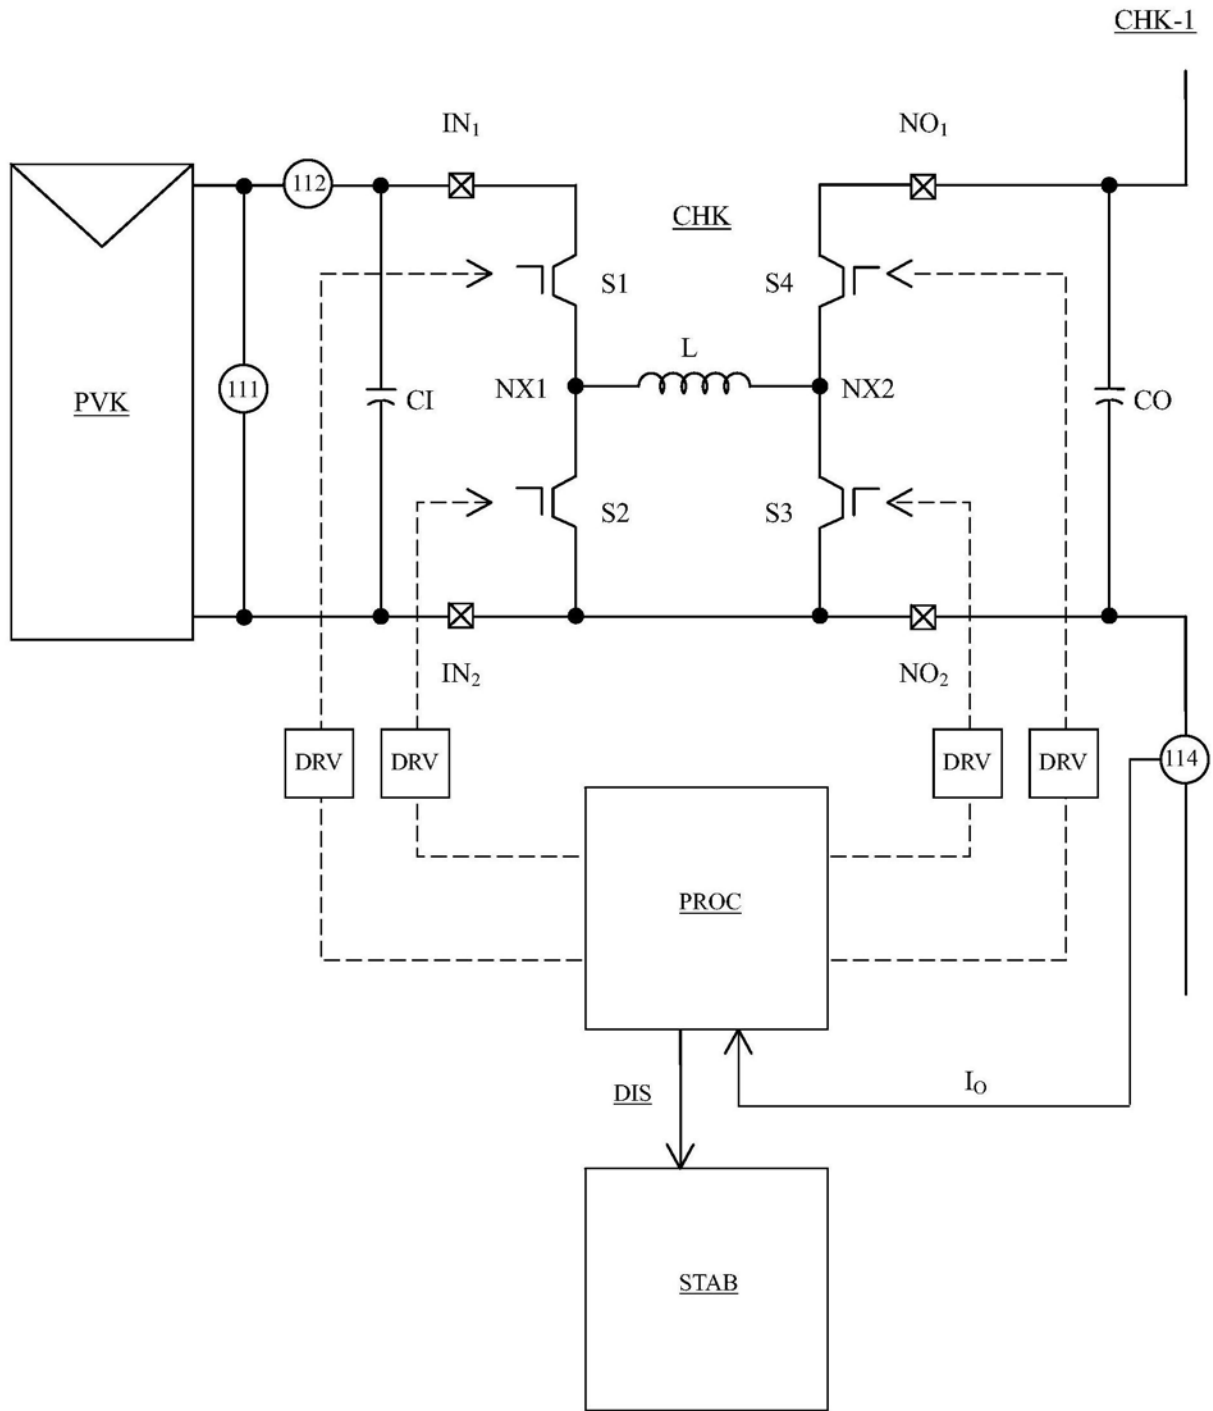 CHK-1
IN₁
NO₁
112
CHK
S1
S4
L
PVK
111
CI
NX1
NX2
CO
S2
S3
IN₂
NO₂
DRV
DRV
DRV
DRV
114
PROC
DIS
I₀
STAB